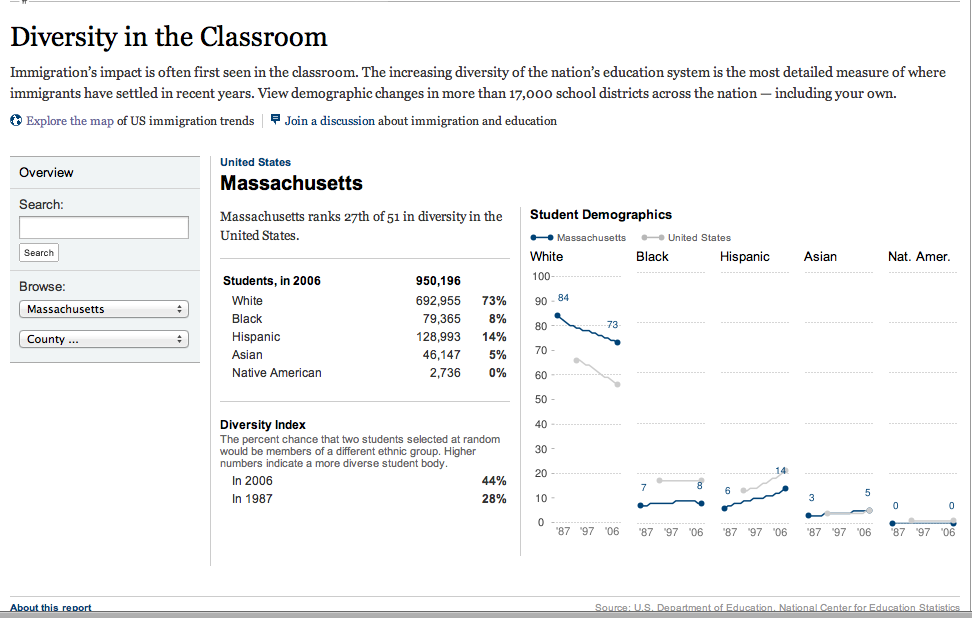 Diversity in the Classroom
Immigration's impact is often first seen in the classroom. The increasing diversity of the nation's education system is the most detailed measure of where
immigrants have settled in recent years. View demographic changes in more than 17,000 school districts across the nation — including your own.
Explore the map of US immigration trends
Join a discussion about immigration and education
Overview
Search:
Search
Browse:
Massachusetts
County ...
United States
Massachusetts
Massachusetts ranks 27th of 51 in diversity in the
United States.
Students, in 2006 950,196
White 692,955 73%
Black 79,365 8%
Hispanic 128,993 14%
Asian 46,147 5%
Native American 2,736 0%
Diversity Index
The percent chance that two students selected at random
would be members of a different ethnic group. Higher
numbers indicate a more diverse student body.
In 2006 44%
In 1987 28%
Student Demographics
Massachusetts United States
White Black Hispanic Asian Nat. Amer.
100
90
80
70
60
50
40
30
20
10
0
84 73
7 8
6 14
3 5
0 0
'87 '97 '06 '87 '97 '06 '87 '97 '06 '87 '97 '06 '87 '97 '06
About this report
Source: U.S. Department of Education, National Center for Education Statistics